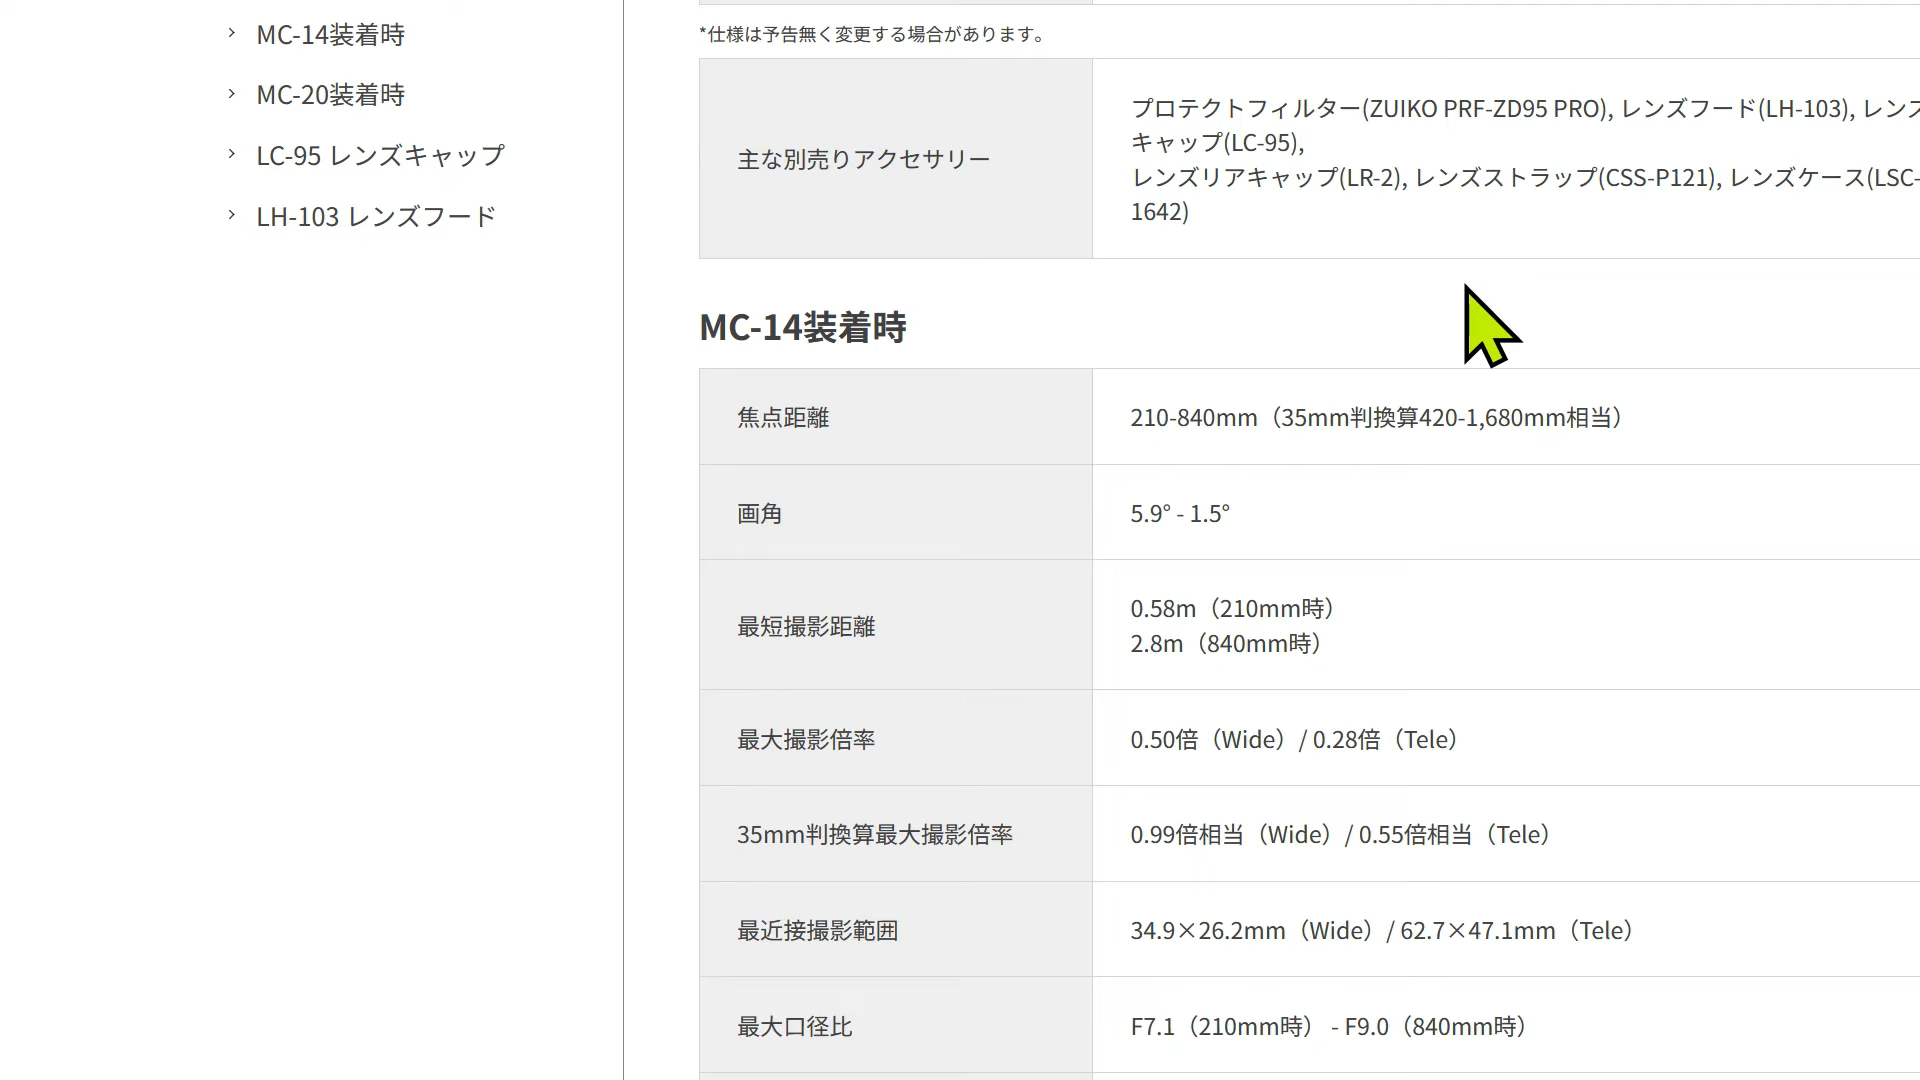 MC-14装着時
MC-20装着時
LC-95 レンズキャップ
LH-103 レンズフード
*仕様は予告無く変更する場合があります。
主な別売りアクセサリー
プロテクトフィルター(ZUIKO PRF-ZD95 PRO), レンズフード(LH-103), レンズ
キャップ(LC-95),
レンズリアキャップ(LR-2), レンズストラップ(CSS-P121), レンズケース(LSC-
1642)
MC-14装着時
焦点距離
210-840mm（35mm判換算420-1,680mm相当）
画角
5.9° - 1.5°
最短撮影距離
0.58m（210mm時）
2.8m（840mm時）
最大撮影倍率
0.50倍（Wide）/ 0.28倍（Tele）
35mm判換算最大撮影倍率
0.99倍相当（Wide）/ 0.55倍相当（Tele）
最近接撮影範囲
34.9×26.2mm（Wide）/ 62.7×47.1mm（Tele）
最大口径比
F7.1（210mm時） - F9.0（840mm時）